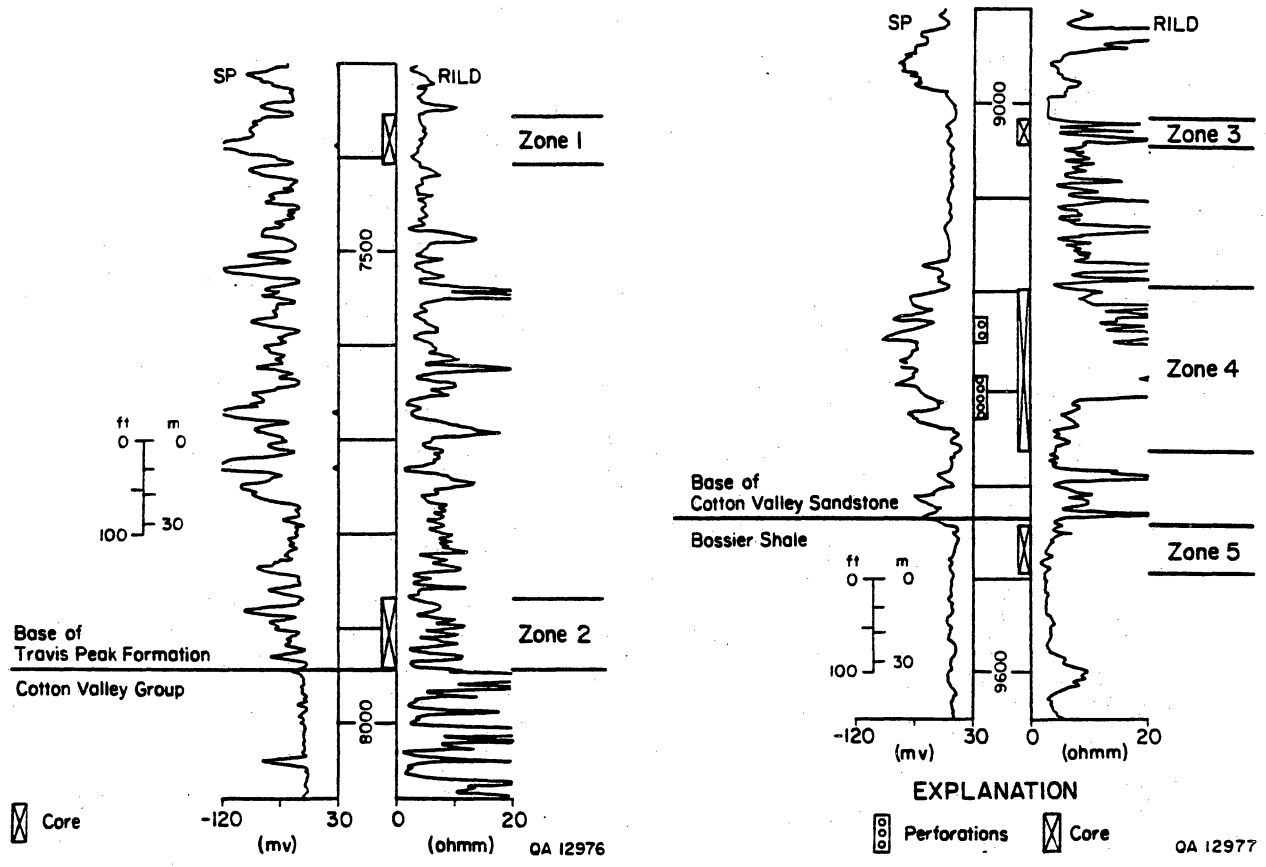 SP
RILD
Zone 1
7500
ft m
0 0
100 30
Zone 2
Base of
Travis Peak Formation
Cotton Valley Group
8000
-120 30 0 20
(mv) (ohmm)
Core
QA 12976
SP
RILD
9000
Zone 3
Zone 4
Base of
Cotton Valley Sandstone
Bossier Shale
Zone 5
ft m
0 0
100 30
9600
-120 30 0 20
(mv) (ohmm)
EXPLANATION
Perforations
Core
QA 12977